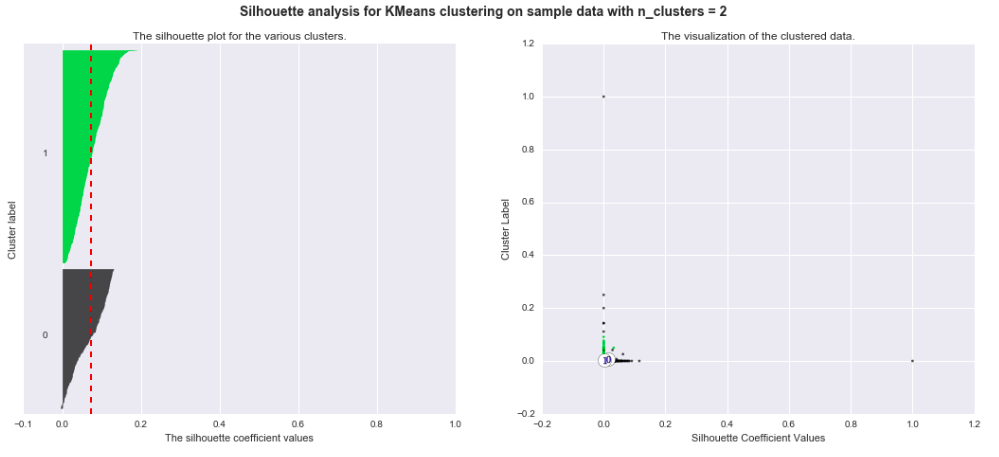 Silhouette analysis for KMeans clustering on sample data with n_clusters = 2
The silhouette plot for the various clusters.
Cluster label
1
0
−0.1 0.0 0.2 0.4 0.6 0.8 1.0
The silhouette coefficient values
The visualization of the clustered data.
Cluster Label
1.2
1.0
0.8
0.6
0.4
0.2
0.0
−0.2
1 0
−0.2 0.0 0.2 0.4 0.6 0.8 1.0 1.2
Silhouette Coefficient Values